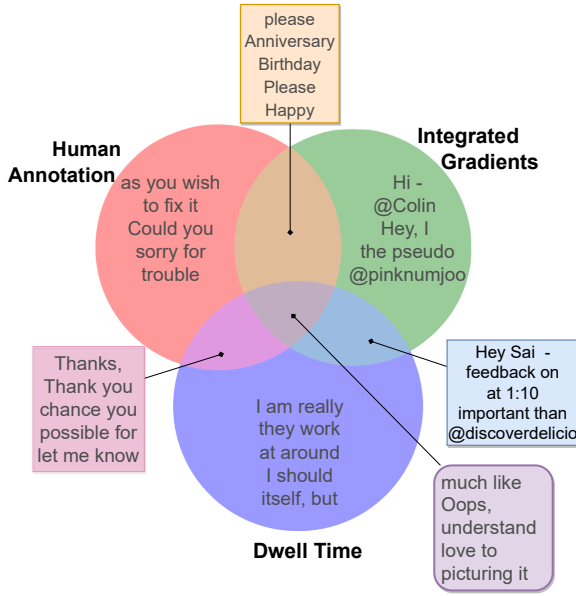 please
Anniversary
Birthday
Please
Happy
Human
Annotation
Integrated
Gradients
as you wish
to fix it
Could you
sorry for
trouble
Hi -
@Colin
Hey, I
the pseudo
@pinknumjoo
Thanks,
Thank you
chance you
possible for
let me know
Hey Sai -
feedback on
at 1:10
important than
@discoverdelicio
I am really
they work
at around
I should
itself, but
much like
Oops,
understand
love to
picturing it
Dwell Time